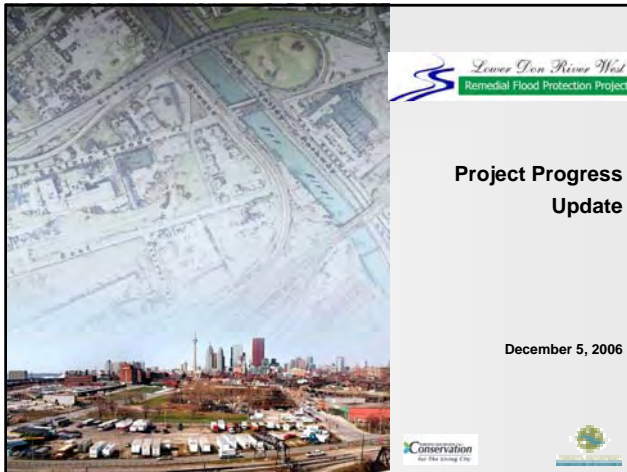 Lower Don River West
Remedial Flood Protection Project
Project Progress
Update
December 5, 2006
Conservation
for The Living City